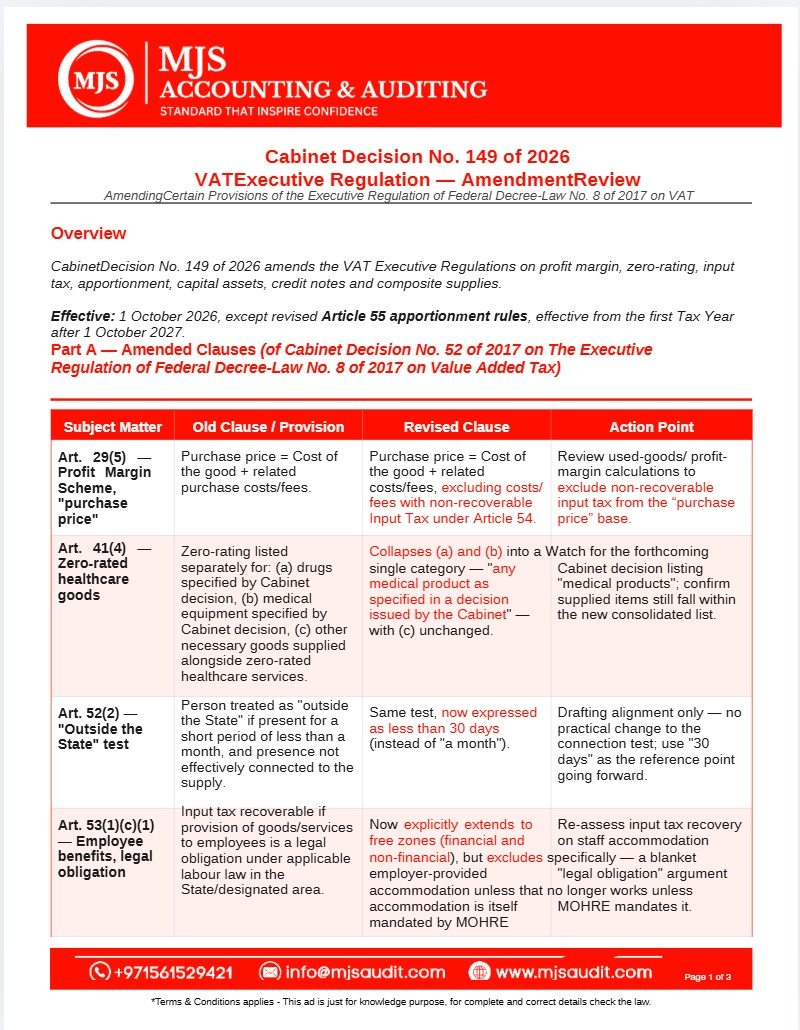 MJS
MJS
ACCOUNTING & AUDITING
STANDARD THAT INSPIRE CONFIDENCE
Cabinet Decision No. 149 of 2026
VATExecutive Regulation — AmendmentReview
AmendingCertain Provisions of the Executive Regulation of Federal Decree-Law No. 8 of 2017 on VAT
Overview
CabinetDecision No. 149 of 2026 amends the VAT Executive Regulations on profit margin, zero-rating, input
tax, apportionment, capital assets, credit notes and composite supplies.
Effective: 1 October 2026, except revised Article 55 apportionment rules, effective from the first Tax Year
after 1 October 2027.
Part A — Amended Clauses (of Cabinet Decision No. 52 of 2017 on The Executive
Regulation of Federal Decree-Law No. 8 of 2017 on Value Added Tax)
Subject Matter
Old Clause / Provision
Revised Clause
Action Point
Art. 29(5) —
Profit Margin
Scheme,
"purchase
price"
Purchase price = Cost of
the good + related
purchase costs/fees.
Purchase price = Cost of
the good + related
costs/fees, excluding costs/
fees with non-recoverable
Input Tax under Article 54.
Review used-goods/ profit-
margin calculations to
exclude non-recoverable
input tax from the “purchase
price” base.
Art. 41(4) —
Zero-rated
healthcare
goods
Zero-rating listed
separately for: (a) drugs
specified by Cabinet
decision, (b) medical
equipment specified by
Cabinet decision, (c) other
necessary goods supplied
alongside zero-rated
healthcare services.
Collapses (a) and (b) into a
single category — "any
medical product as
specified in a decision
issued by the Cabinet" —
with (c) unchanged.
Watch for the forthcoming
Cabinet decision listing
"medical products"; confirm
supplied items still fall within
the new consolidated list.
Art. 52(2) —
"Outside the
State" test
Person treated as "outside
the State" if present for a
short period of less than a
month, and presence not
effectively connected to the
supply.
Same test, now expressed
as less than 30 days
(instead of "a month").
Drafting alignment only — no
practical change to the
connection test; use "30
days" as the reference point
going forward.
Art. 53(1)(c)(1)
— Employee
benefits, legal
obligation
Input tax recoverable if
provision of goods/services
to employees is a legal
obligation under applicable
labour law in the
State/designated area.
Now explicitly extends to
free zones (financial and
non-financial), but excludes
employer-provided
accommodation unless that
accommodation is itself
mandated by MOHRE
Re-assess input tax recovery
on staff accommodation
specifically — a blanket
"legal obligation" argument
no longer works unless
MOHRE mandates it.
+971561529421
info@mjsaudit.com
www.mjsaudit.com
Page 1 of 3
*Terms & Conditions applies - This ad is just for knowledge purpose, for complete and correct details check the law.